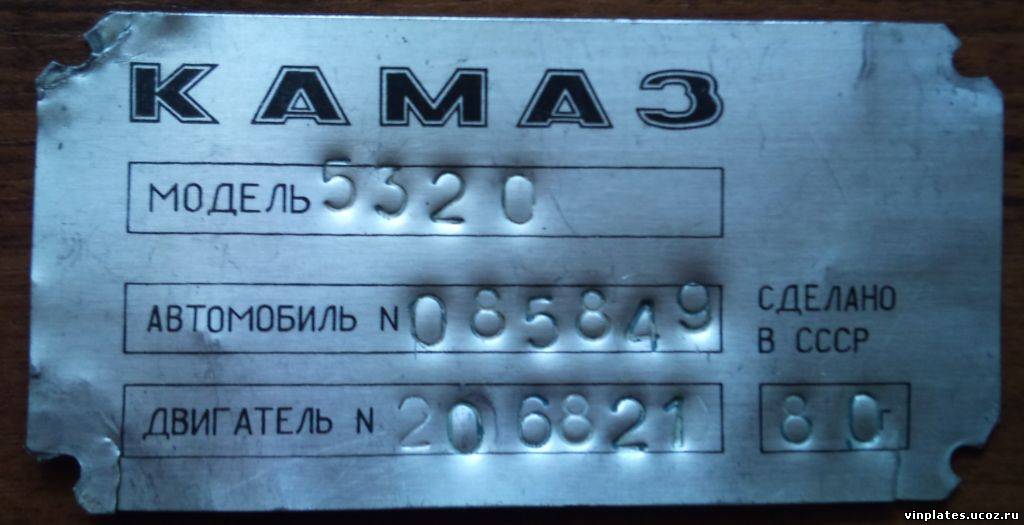 КАМАЗ
МОДЕЛЬ 5320
АВТОМОБИЛЬ N 085849
СДЕЛАНО
В СССР
ДВИГАТЕЛЬ N 206821
80 г
vinplates.ucoz.ru